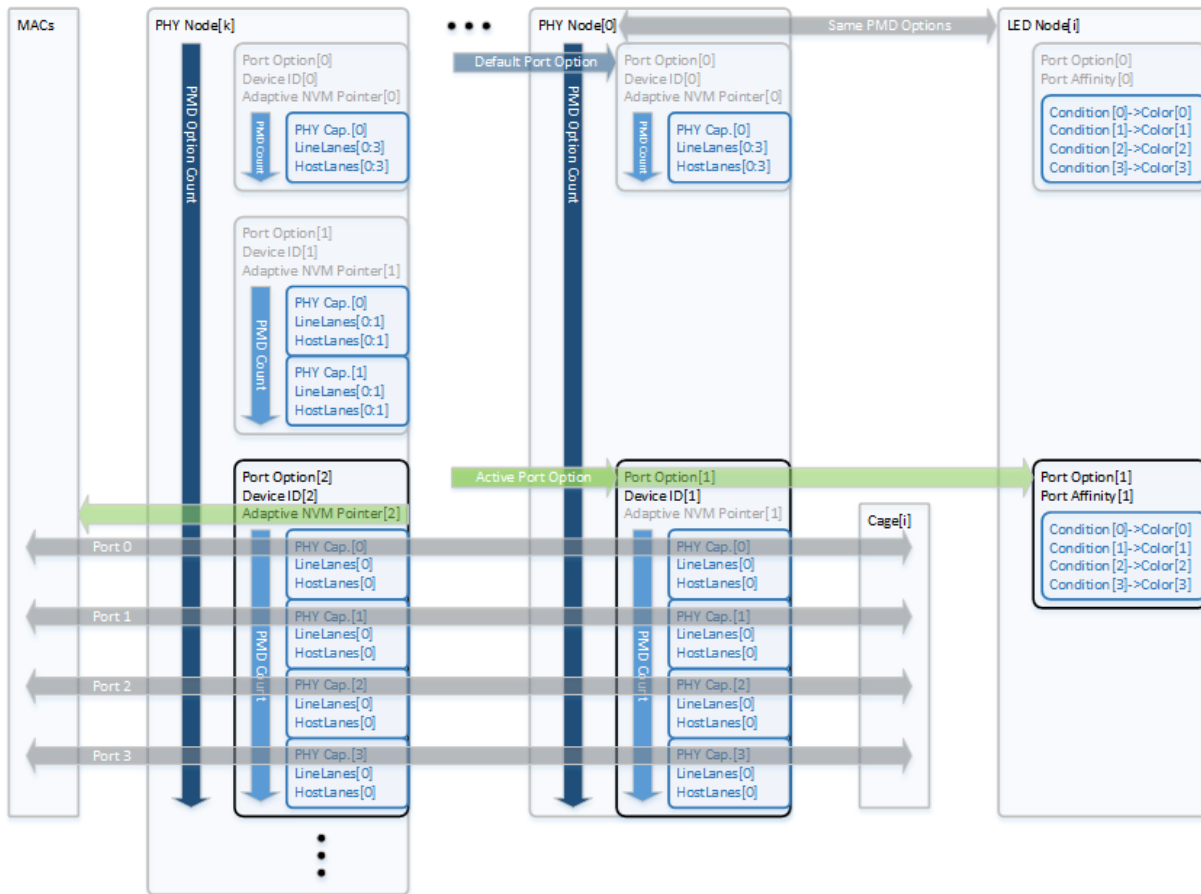 MACs
PHY Node[k]
PHY Node[0]
Same PMD Options
LED Node[i]
PMD Option Count
Port Option[0]
Device ID[0]
Adaptive NVM Pointer[0]
PMD Count
PHY Cap.[0]
LineLanes[0:3]
HostLanes[0:3]
Port Option[1]
Device ID[1]
Adaptive NVM Pointer[1]
PMD Count
PHY Cap.[0]
LineLanes[0:1]
HostLanes[0:1]
PHY Cap.[1]
LineLanes[0:1]
HostLanes[0:1]
Port Option[2]
Device ID[2]
Adaptive NVM Pointer[2]
PMD Count
PHY Cap.[0]
LineLanes[0]
HostLanes[0]
PHY Cap.[1]
LineLanes[0]
HostLanes[0]
PHY Cap.[2]
LineLanes[0]
HostLanes[0]
PHY Cap.[3]
LineLanes[0]
HostLanes[0]
Port 0
Port 1
Port 2
Port 3
Default Port Option
PMD Option Count
Port Option[0]
Device ID[0]
Adaptive NVM Pointer[0]
PMD Count
PHY Cap.[0]
LineLanes[0:3]
HostLanes[0:3]
Active Port Option
Port Option[1]
Device ID[1]
Adaptive NVM Pointer[1]
PMD Count
PHY Cap.[0]
LineLanes[0]
HostLanes[0]
PHY Cap.[1]
LineLanes[0]
HostLanes[0]
PHY Cap.[2]
LineLanes[0]
HostLanes[0]
PHY Cap.[3]
LineLanes[0]
HostLanes[0]
Cage[i]
Port Option[0]
Port Affinity[0]
Condition[0]->Color[0]
Condition[1]->Color[1]
Condition[2]->Color[2]
Condition[3]->Color[3]
Port Option[1]
Port Affinity[1]
Condition[0]->Color[0]
Condition[1]->Color[1]
Condition[2]->Color[2]
Condition[3]->Color[3]